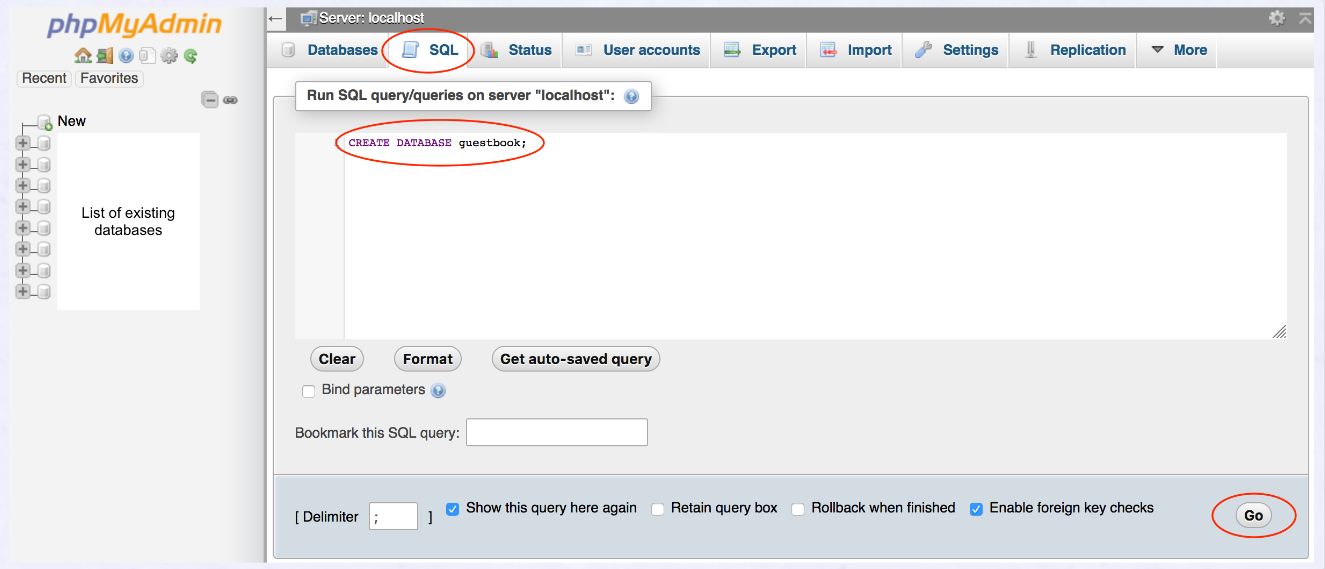 phpMyAdmin
Recent Favorites
New
List of existing
databases
Server: localhost
Databases SQL Status User accounts Export Import Settings Replication More
Run SQL query/queries on server "localhost":
CREATE DATABASE guestbook;
Clear Format Get auto-saved query
Bind parameters
Bookmark this SQL query:
[ Delimiter ; ] Show this query here again Retain query box Rollback when finished Enable foreign key checks Go